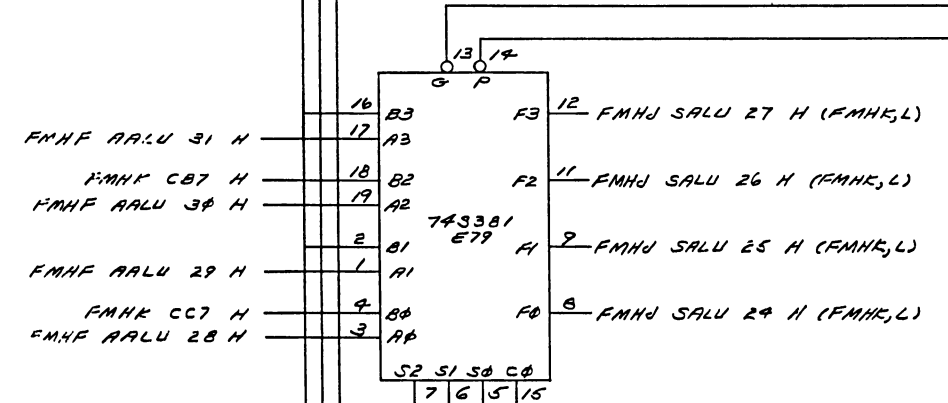 13 14
G P
16 B3 F3 12 FMHJ SALU 27 H (FMHK,L)
FMHF AALU 31 H 17 A3
FMHK CB7 H 18 B2 F2 11 FMHJ SALU 26 H (FMHK,L)
FMHF AALU 3φ H 19 A2
74S381
E79
2 B1 F1 9 FMHJ SALU 25 H (FMHK,L)
FMHF AALU 29 H 1 A1
FMHK CC7 H 4 Bφ Fφ 8 FMHJ SALU 24 H (FMHK,L)
FMHF AALU 28 H 3 Aφ
S2 S1 Sφ Cφ
7 6 5 15